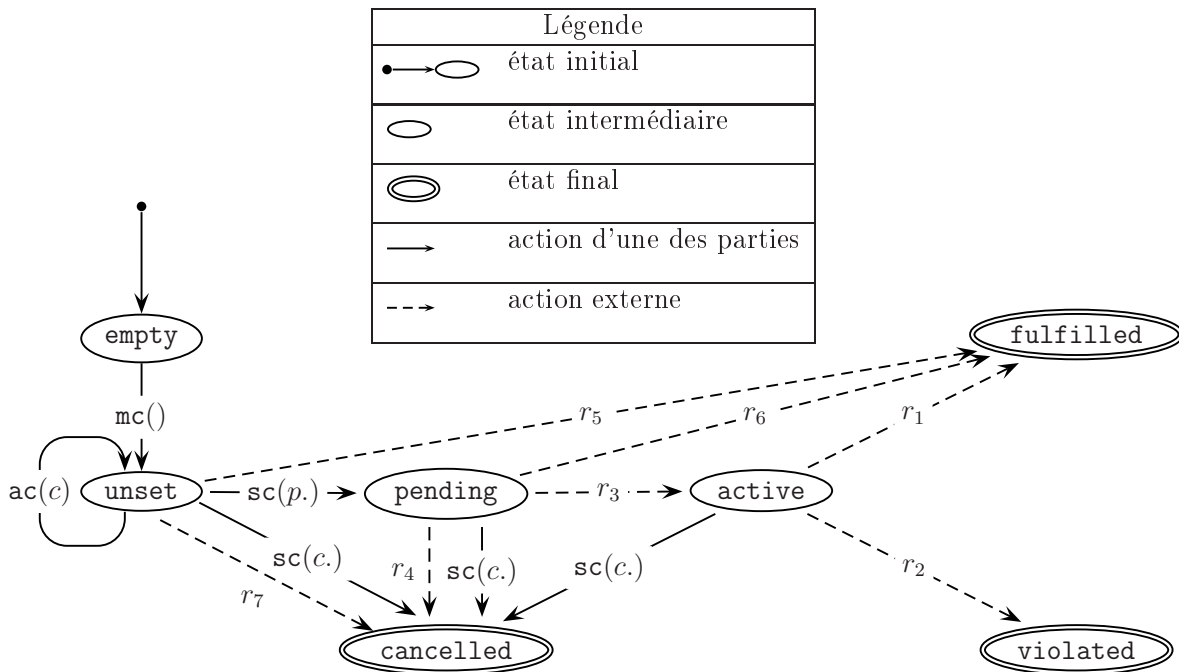 Légende
état initial
état intermédiaire
état final
action d'une des parties
action externe
empty
fulfilled
mc()
r5
r6
r1
ac(c)
unset
sc(p.)
pending
r3
active
sc(c.)
r4
sc(c.)
sc(c.)
r2
r7
cancelled
violated